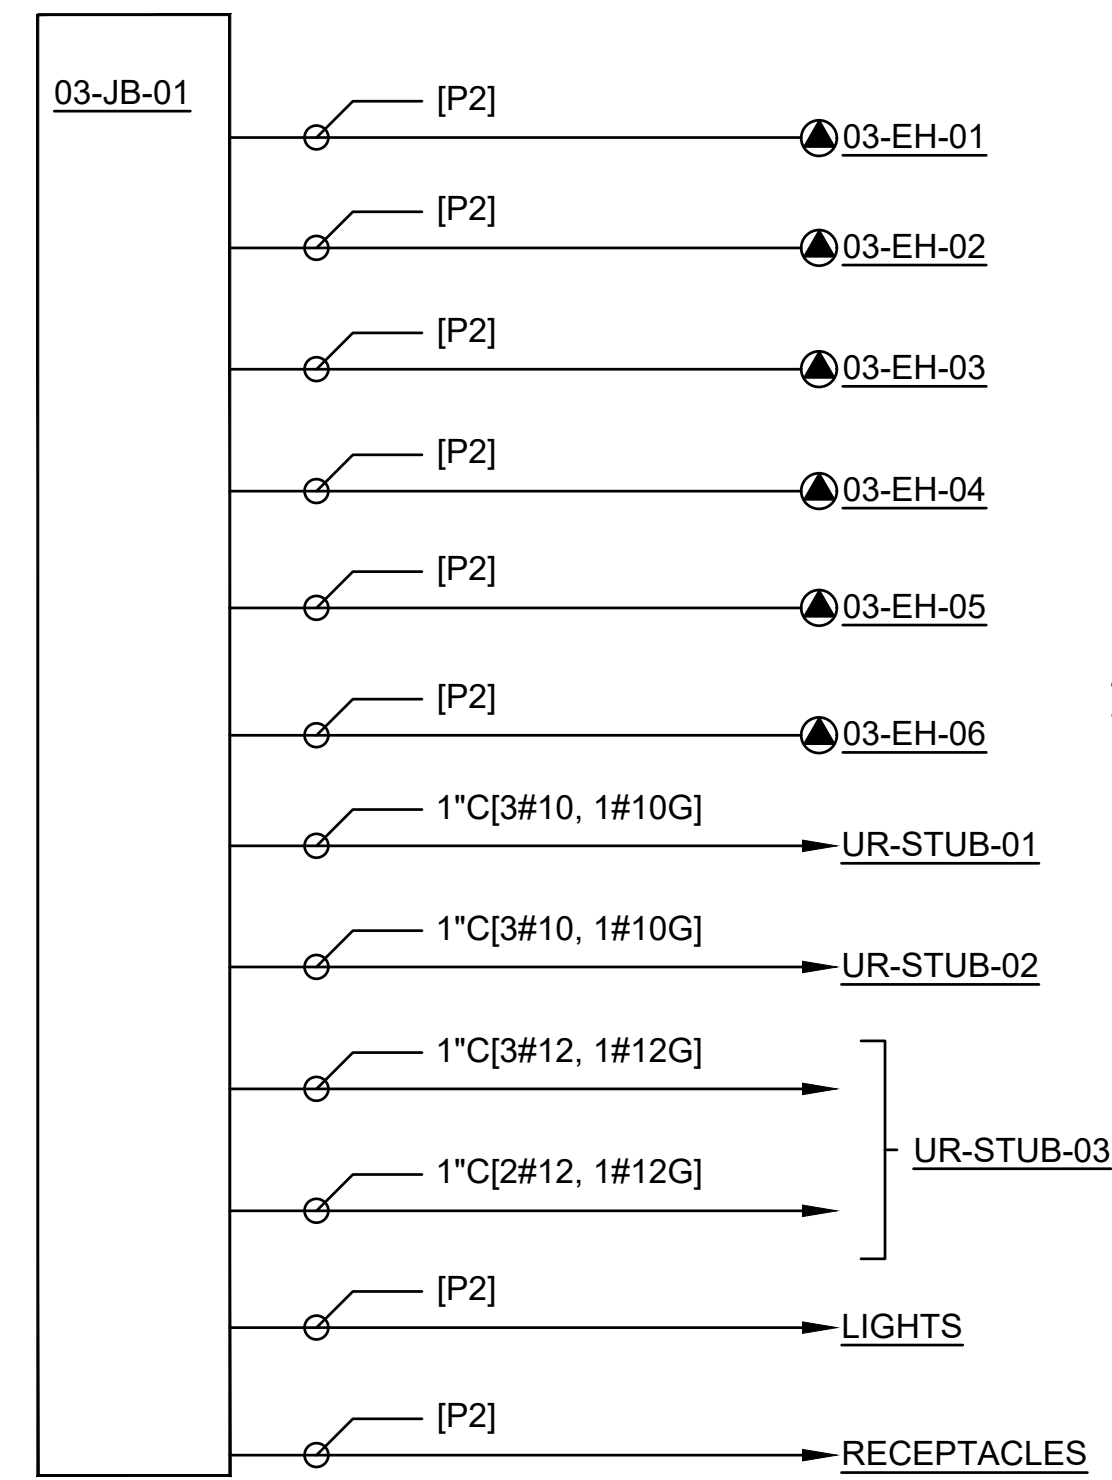 03-JB-01
[P2]
03-EH-01
[P2]
03-EH-02
[P2]
03-EH-03
[P2]
03-EH-04
[P2]
03-EH-05
[P2]
03-EH-06
1"C[3#10, 1#10G]
UR-STUB-01
1"C[3#10, 1#10G]
UR-STUB-02
1"C[3#12, 1#12G]
UR-STUB-03
1"C[2#12, 1#12G]
[P2]
LIGHTS
[P2]
RECEPTACLES